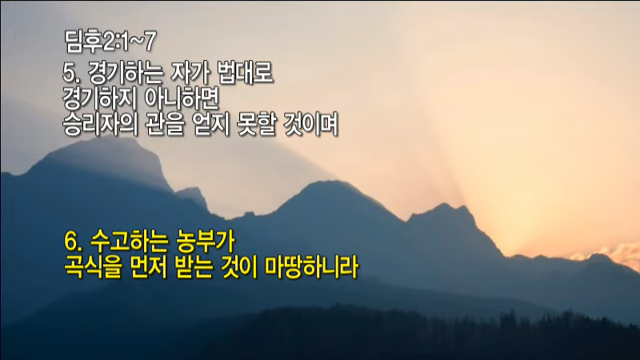 딤후2:1~7
5. 경기하는 자가 법대로
경기하지 아니하면
승리자의 관을 얻지 못할 것이며
6. 수고하는 농부가
곡식을 먼저 받는 것이 마땅하니라